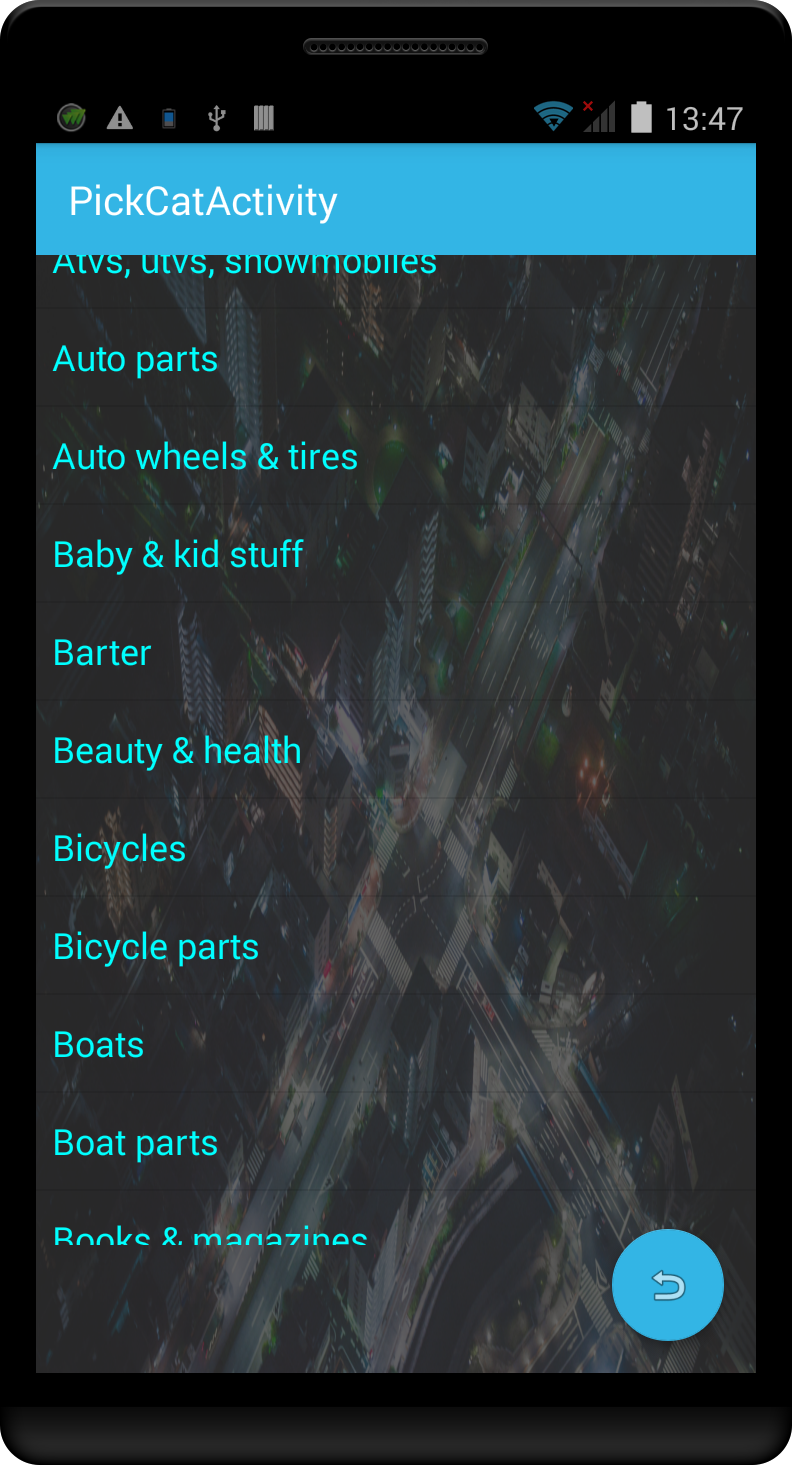 13:47
PickCatActivity
Atvs, utvs, snowmobiles
Auto parts
Auto wheels & tires
Baby & kid stuff
Barter
Beauty & health
Bicycles
Bicycle parts
Boats
Boat parts
Books & magazines